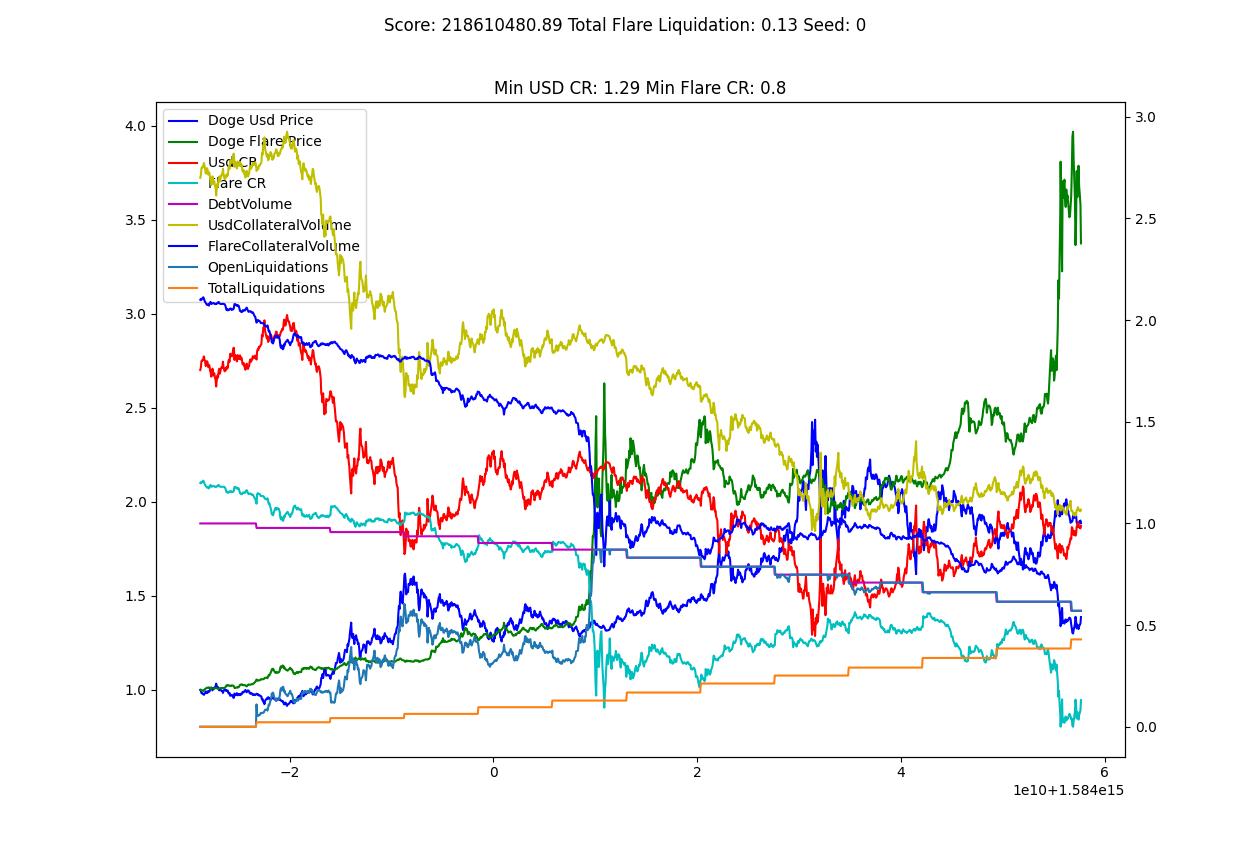 Score: 218610480.89 Total Flare Liquidation: 0.13 Seed: 0
Min USD CR: 1.29 Min Flare CR: 0.8
Doge Usd Price
Doge Flare Price
Usd CR
Flare CR
DebtVolume
UsdCollateralVolume
FlareCollateralVolume
OpenLiquidations
TotalLiquidations
4.0
3.5
3.0
2.5
2.0
1.5
1.0
3.0
2.5
2.0
1.5
1.0
0.5
0.0
−2 0 2 4 6
1e10+1.584e15